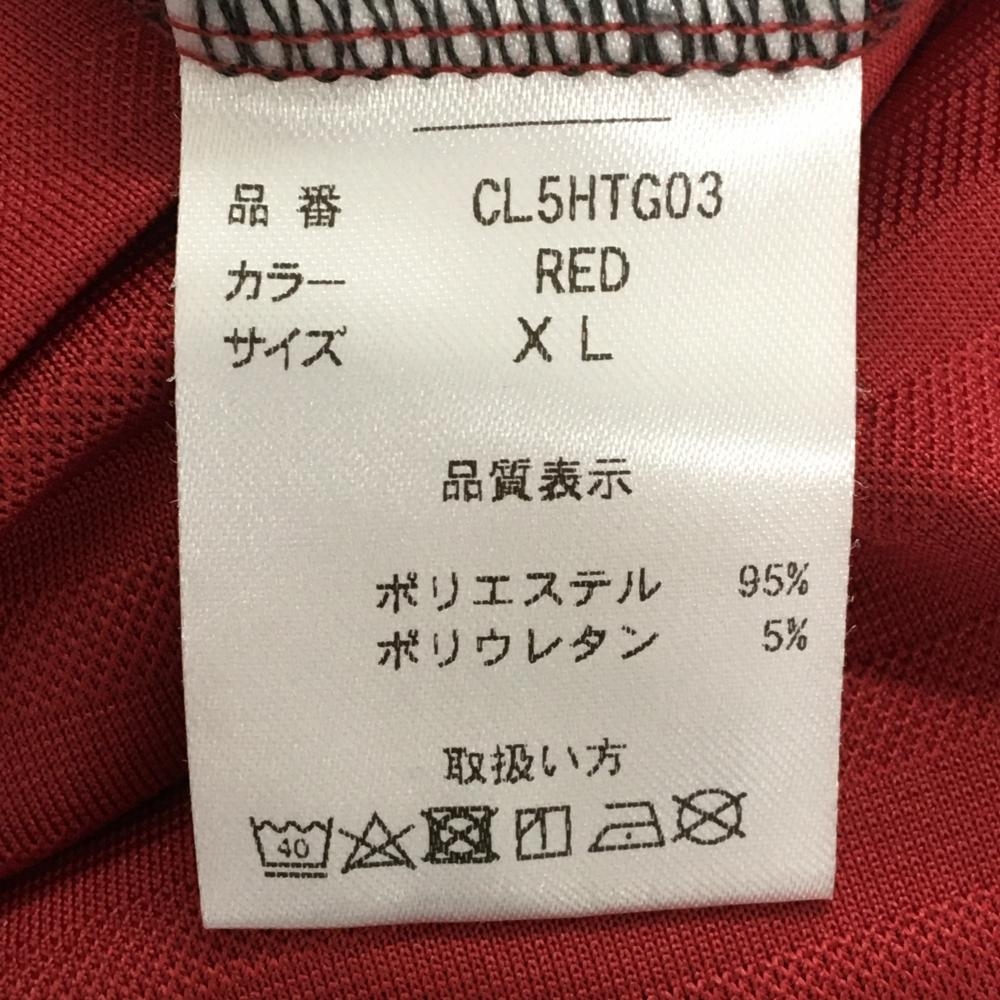 品番 CL5HTG03
カラー RED
サイズ XL
品質表示
ポリエステル 95%
ポリウレタン 5%
取扱い方
40